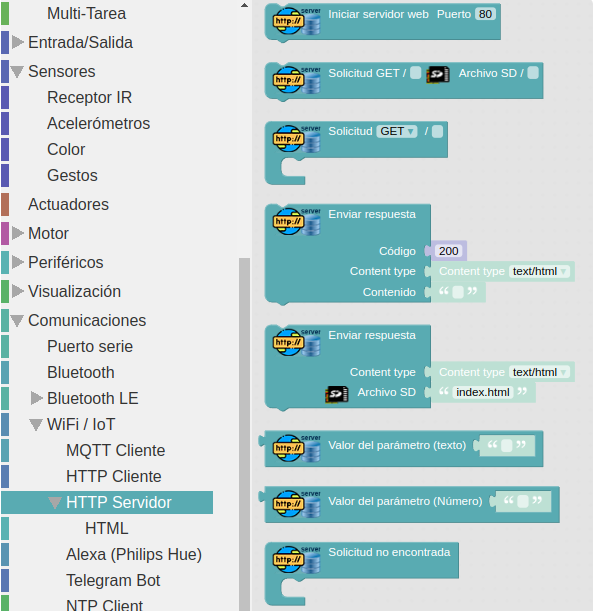 Multi-Tarea
Entrada/Salida
Sensores
Receptor IR
Acelerómetros
Color
Gestos
Actuadores
Motor
Periféricos
Visualización
Comunicaciones
Puerto serie
Bluetooth
Bluetooth LE
WiFi / IoT
MQTT Cliente
HTTP Cliente
HTTP Servidor
HTML
Alexa (Philips Hue)
Telegram Bot
NTP Client
server
http://
Iniciar servidor web Puerto 80
server
http://
Solicitud GET / SD Archivo SD /
server
http://
Solicitud GET /
server
http://
Enviar respuesta
Código 200
Content type Content type text/html
Contenido “ ”
server
http://
Enviar respuesta
Content type Content type text/html
SD Archivo SD “ index.html ”
server
http://
Valor del parámetro (texto) “ ”
server
http://
Valor del parámetro (Número) “ ”
server
http://
Solicitud no encontrada